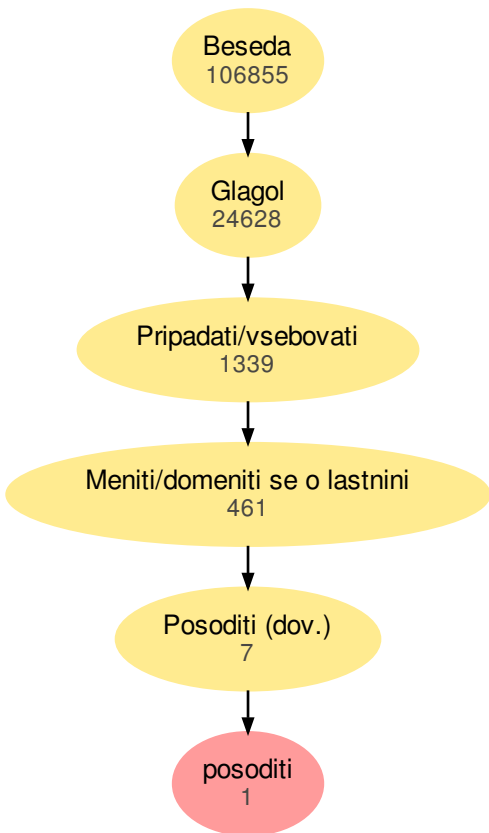 Beseda
106855
Glagol
24628
Pripadati/vsebovati
1339
Meniti/domeniti se o lastnini
461
Posoditi (dov.)
7
posoditi
1